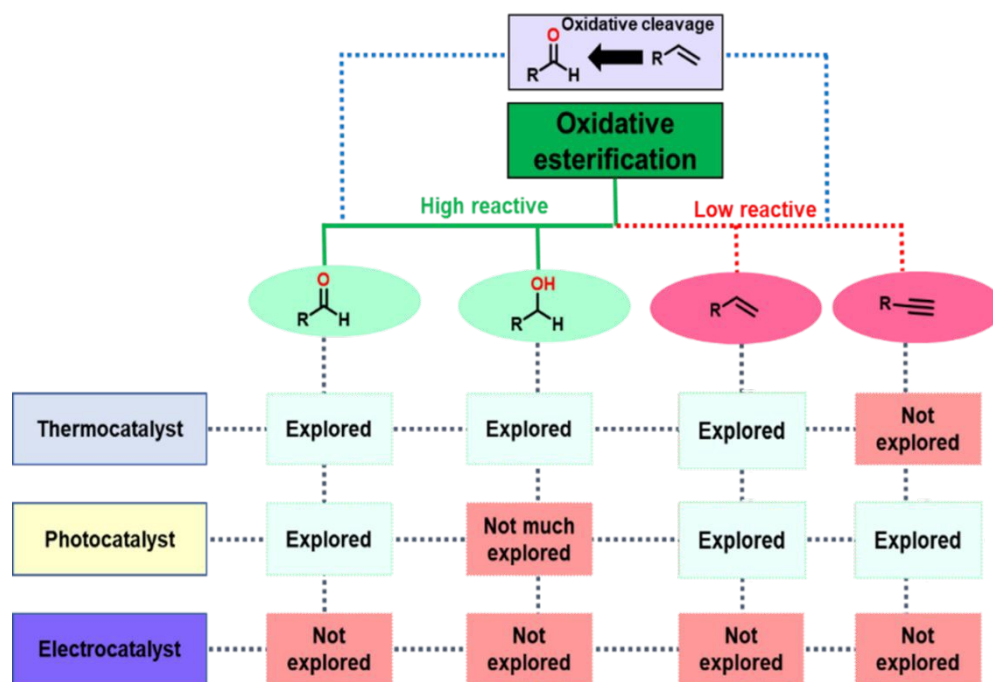 Oxidative cleavage
O
R
H
R
Oxidative
esterification
High reactive
Low reactive
O
R
H
OH
R
H
R
R
Thermocatalyst
Explored
Explored
Explored
Not
explored
Photocatalyst
Explored
Not much
explored
Explored
Explored
Electrocatalyst
Not
explored
Not
explored
Not
explored
Not
explored